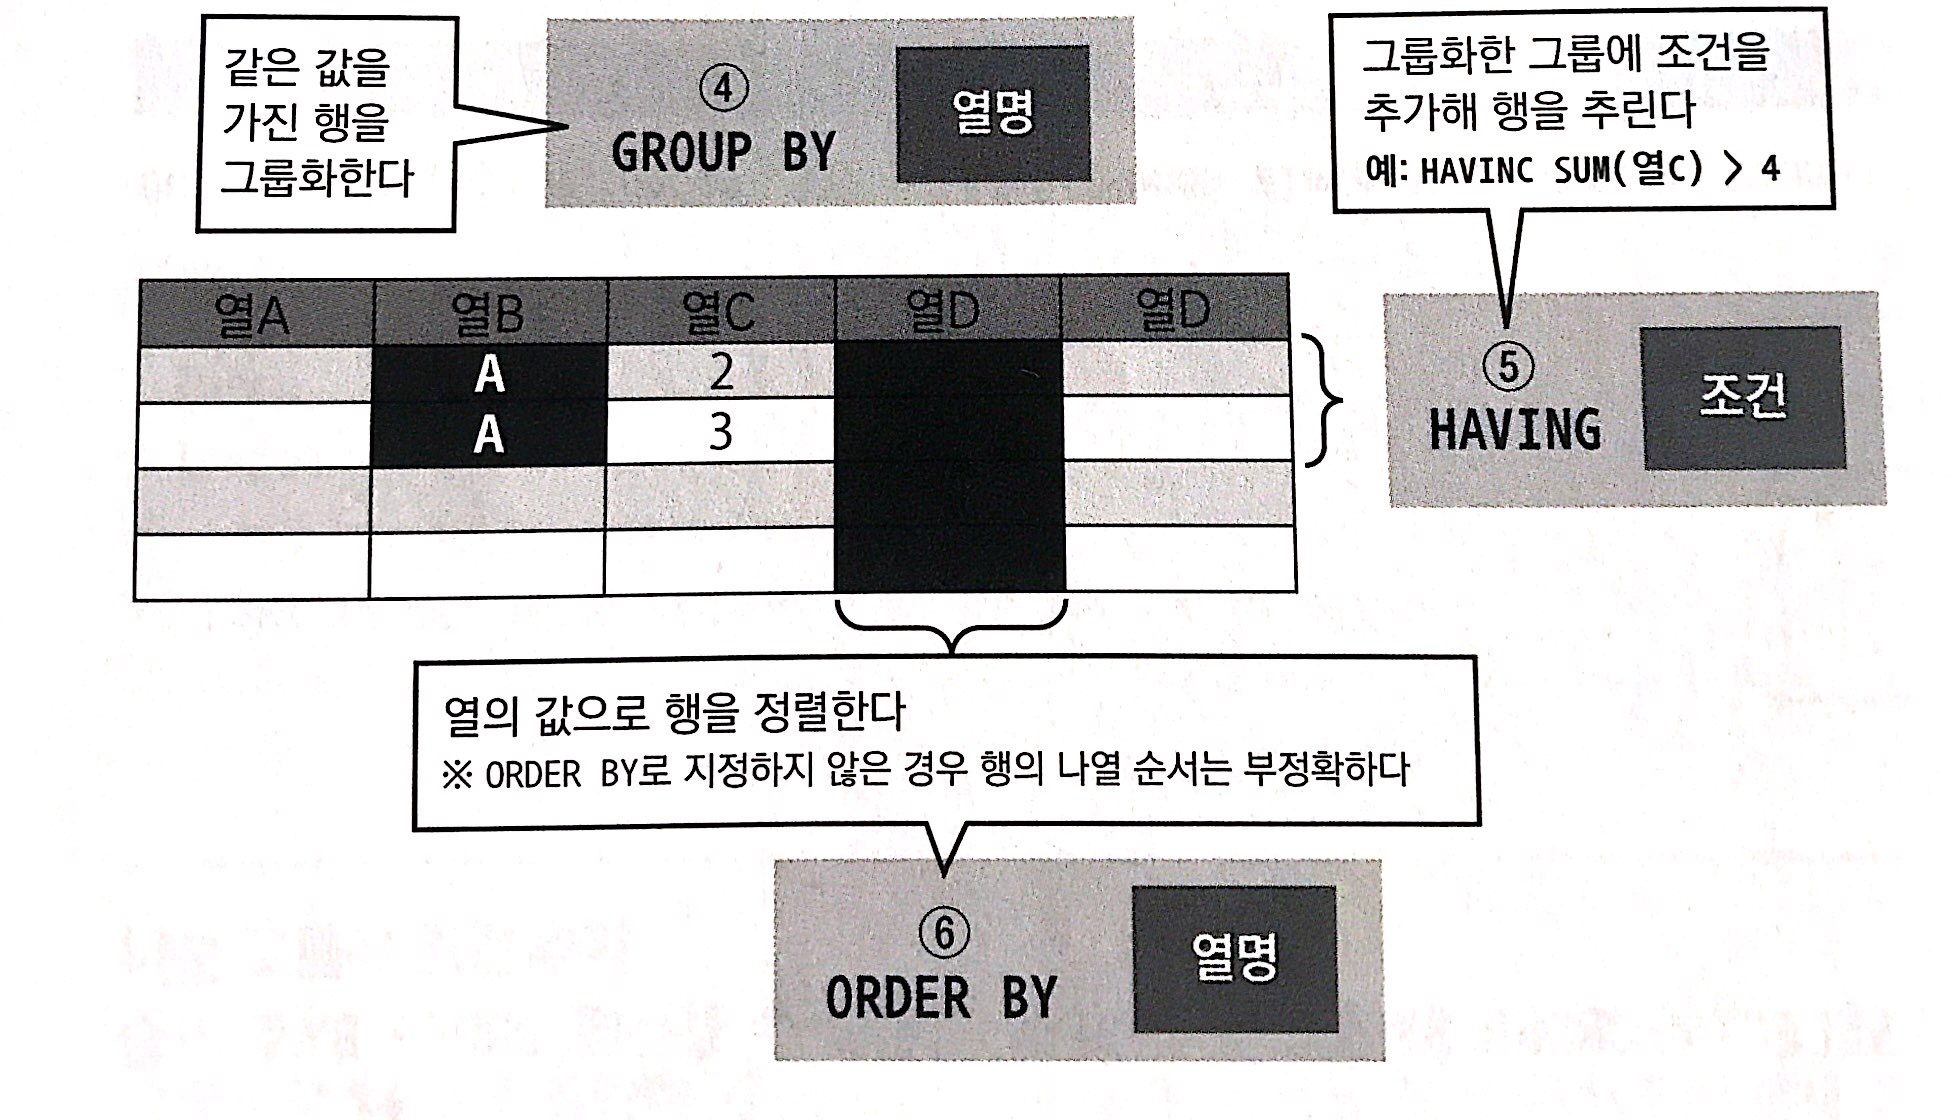 같은 값을
가진 행을
그룹화한다
④
GROUP BY
열명
그룹화한 그룹에 조건을
추가해 행을 추린다
예: HAVINC SUM(열C) > 4
열A 열B 열C 열D 열D
A 2
A 3
⑤
HAVING
조건
열의 값으로 행을 정렬한다
※ ORDER BY로 지정하지 않은 경우 행의 나열 순서는 부정확하다
⑥
ORDER BY
열명